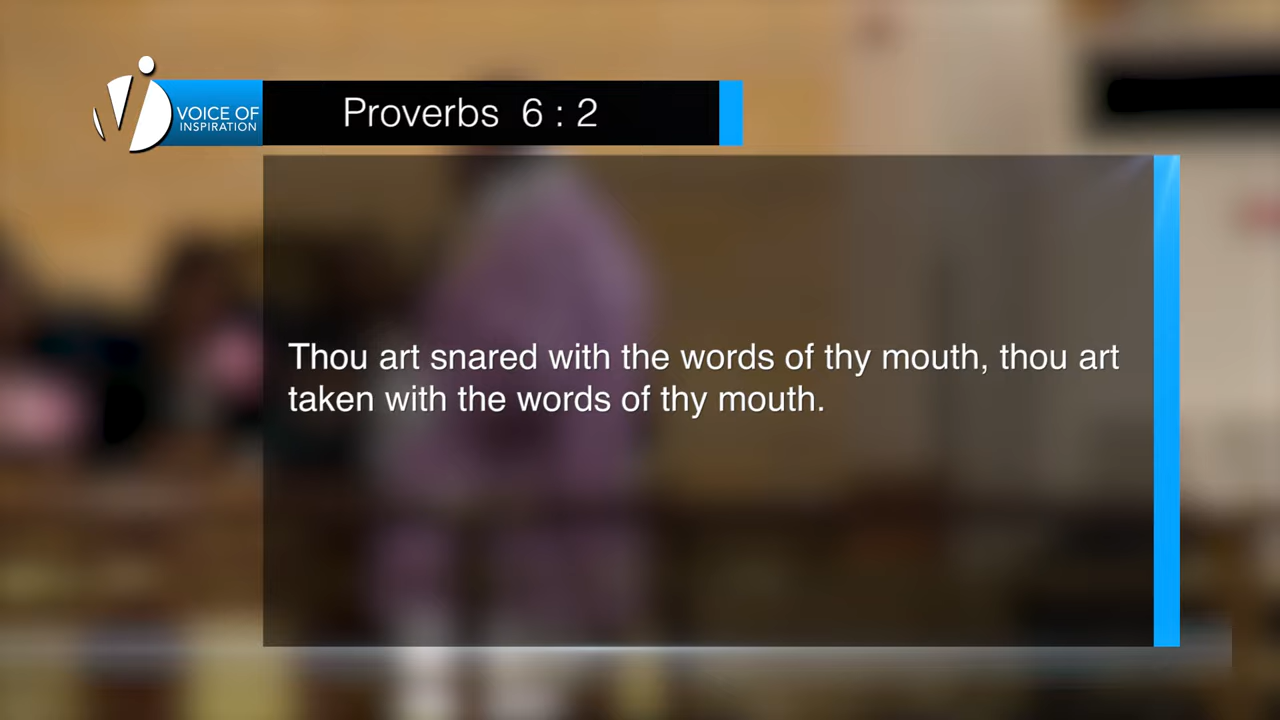 VOICE OF
INSPIRATION
Proverbs 6 : 2
Thou art snared with the words of thy mouth, thou art
taken with the words of thy mouth.